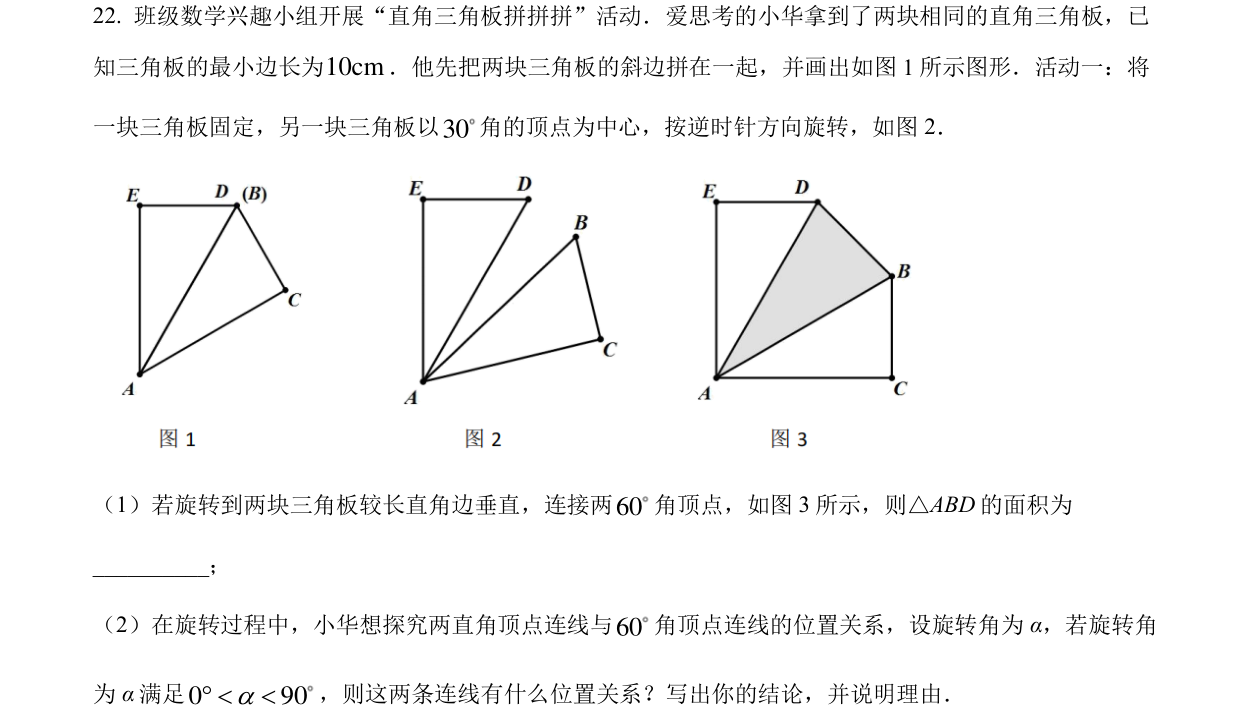 22. 班级数学兴趣小组开展“直角三角板拼拼拼”活动．爱思考的小华拿到了两块相同的直角三角板，已
知三角板的最小边长为10cm．他先把两块三角板的斜边拼在一起，并画出如图 1 所示图形．活动一：将
一块三角板固定，另一块三角板以30°角的顶点为中心，按逆时针方向旋转，如图 2．
E D (B) C A
E D B C A
E D B C A
图 1 图 2 图 3
（1）若旋转到两块三角板较长直角边垂直，连接两60°角顶点，如图 3 所示，则△ABD 的面积为
__________；
（2）在旋转过程中，小华想探究两直角顶点连线与60°角顶点连线的位置关系，设旋转角为 α，若旋转角
为 α 满足0°<α<90°，则这两条连线有什么位置关系？写出你的结论，并说明理由．